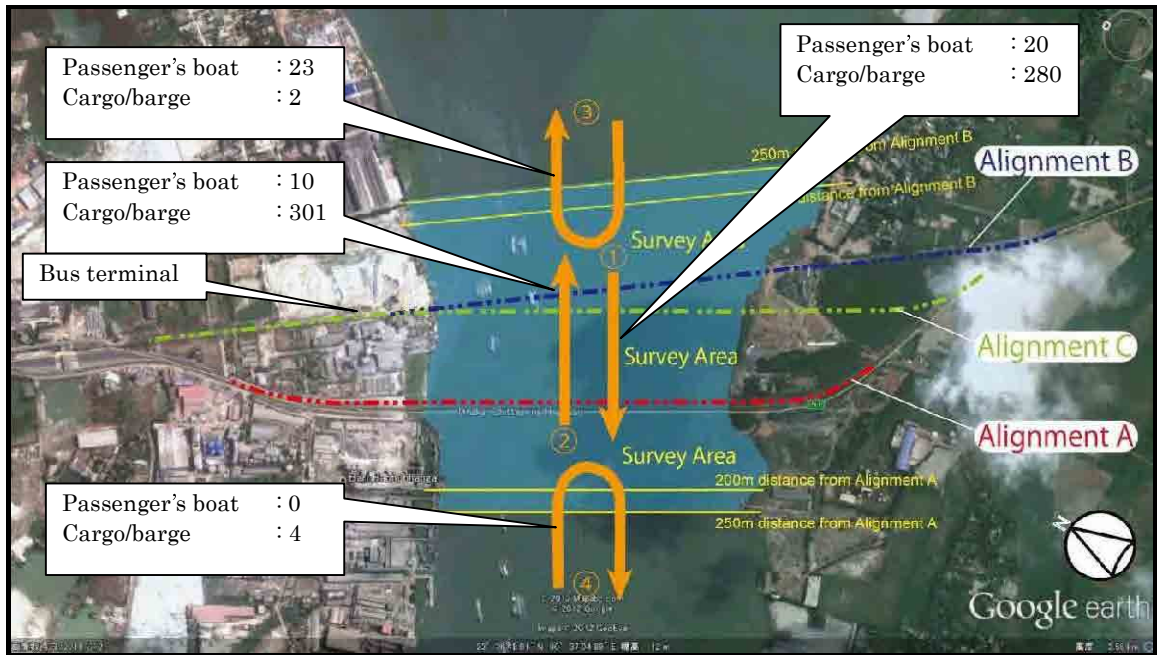 Passenger's boat : 23
Cargo/barge : 2
Passenger's boat : 20
Cargo/barge : 280
③
250m
from Alignment B
Alignment B
distance from Alignment B
Passenger's boat : 10
Cargo/barge : 301
Survey Area
①
Bus terminal
Survey Area
Alignment C
②
Alignment A
Survey Area
200m distance from Alignment A
250m distance from Alignment A
Passenger's boat : 0
Cargo/barge : 4
④
N
© 2012 Google
Image © 2012 GeoEye
Google earth